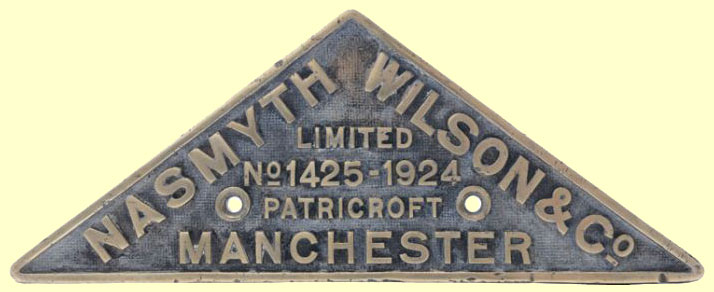 NASMYTH WILSON & Co.
LIMITED
No 1425-1924
PATRICROFT
MANCHESTER